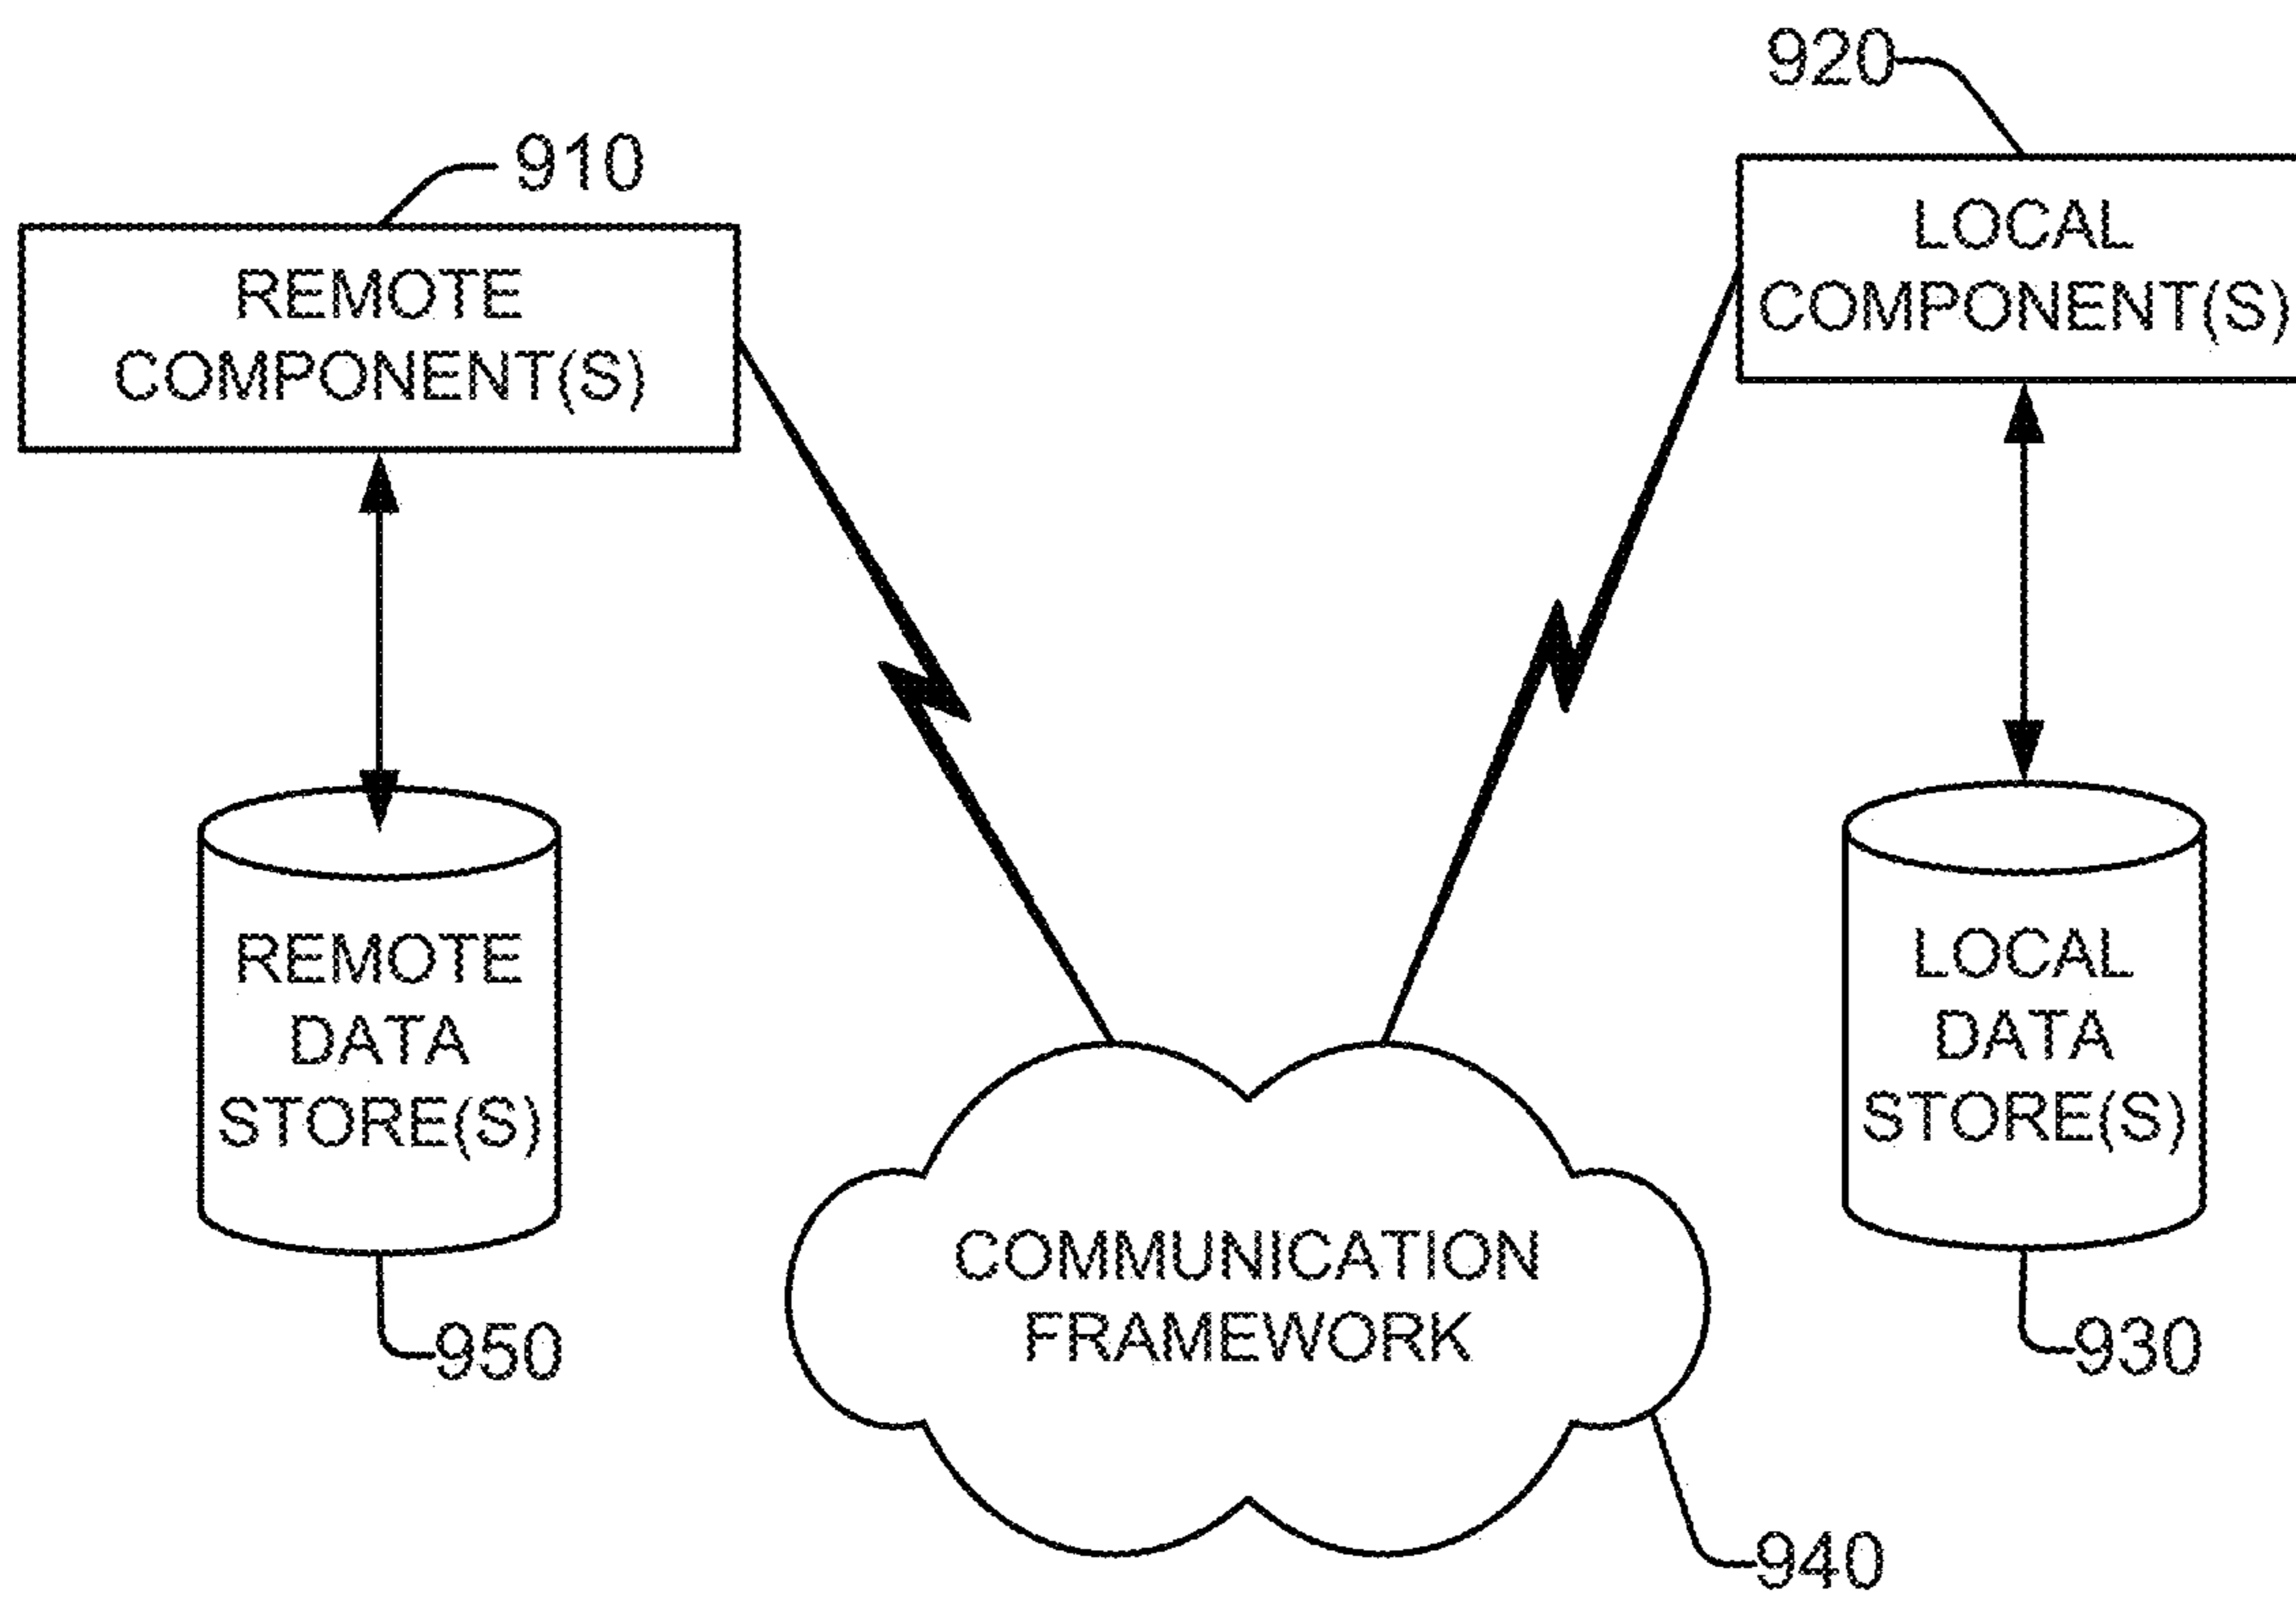 920
910
LOCAL
COMPONENT(S)
REMOTE
COMPONENT(S)
REMOTE
DATA
STORE(S)
LOCAL
DATA
STORE(S)
COMMUNICATION
FRAMEWORK
950
930
940